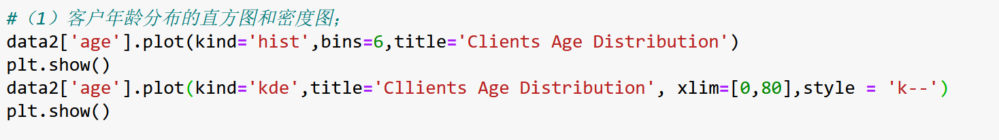 #（1）客户年龄分布的直方图和密度图;
data2['age'].plot(kind='hist',bins=6,title='Clients Age Distribution')
plt.show()
data2['age'].plot(kind='kde',title='Cllients Age Distribution', xlim=[0,80],style = 'k--')
plt.show()